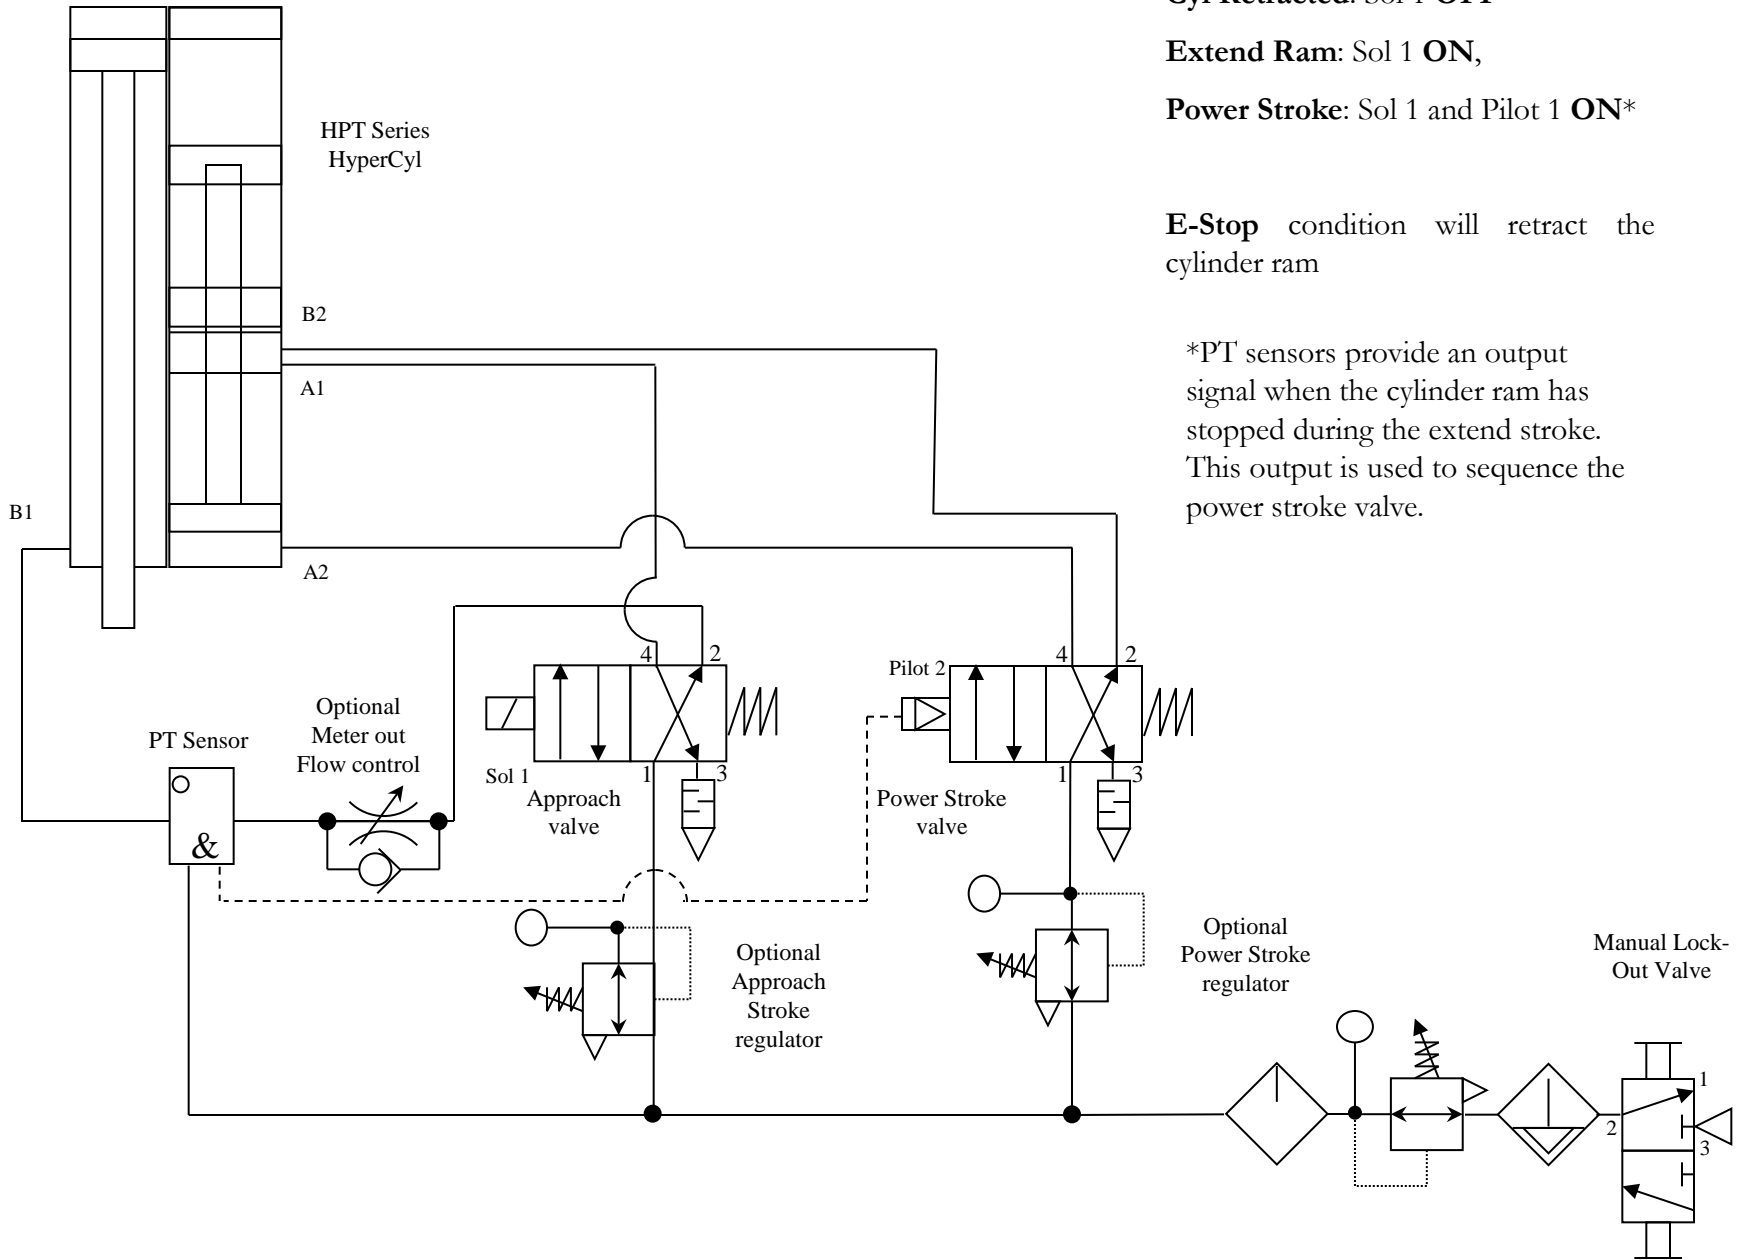 Cyl Retracted: Sol 1 OFF
Extend Ram: Sol 1 ON,
Power Stroke: Sol 1 and Pilot 1 ON*
E-Stop condition will retract the
cylinder ram
*PT sensors provide an output
signal when the cylinder ram has
stopped during the extend stroke.
This output is used to sequence the
power stroke valve.
HPT Series
HyperCyl
B2
A1
B1
A2
4
2
1
3
Sol 1
Approach
valve
4
2
Pilot 2
1
3
Power Stroke
valve
PT Sensor
&
Optional
Meter out
Flow control
Optional
Approach
Stroke
regulator
Optional
Power Stroke
regulator
Manual Lock-
Out Valve
1
2
3